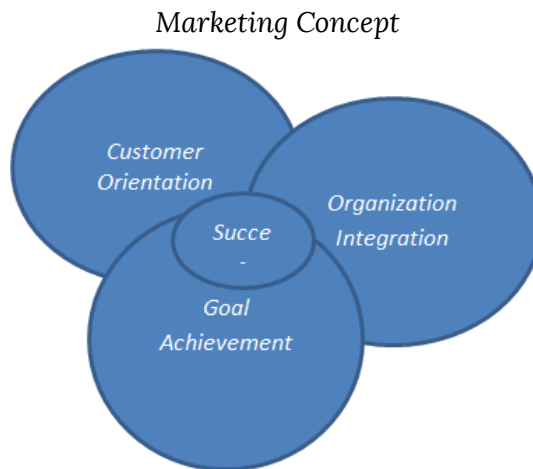 Marketing Concept
Customer
Orientation
Organization
Integration
Succe
-
Goal
Achievement